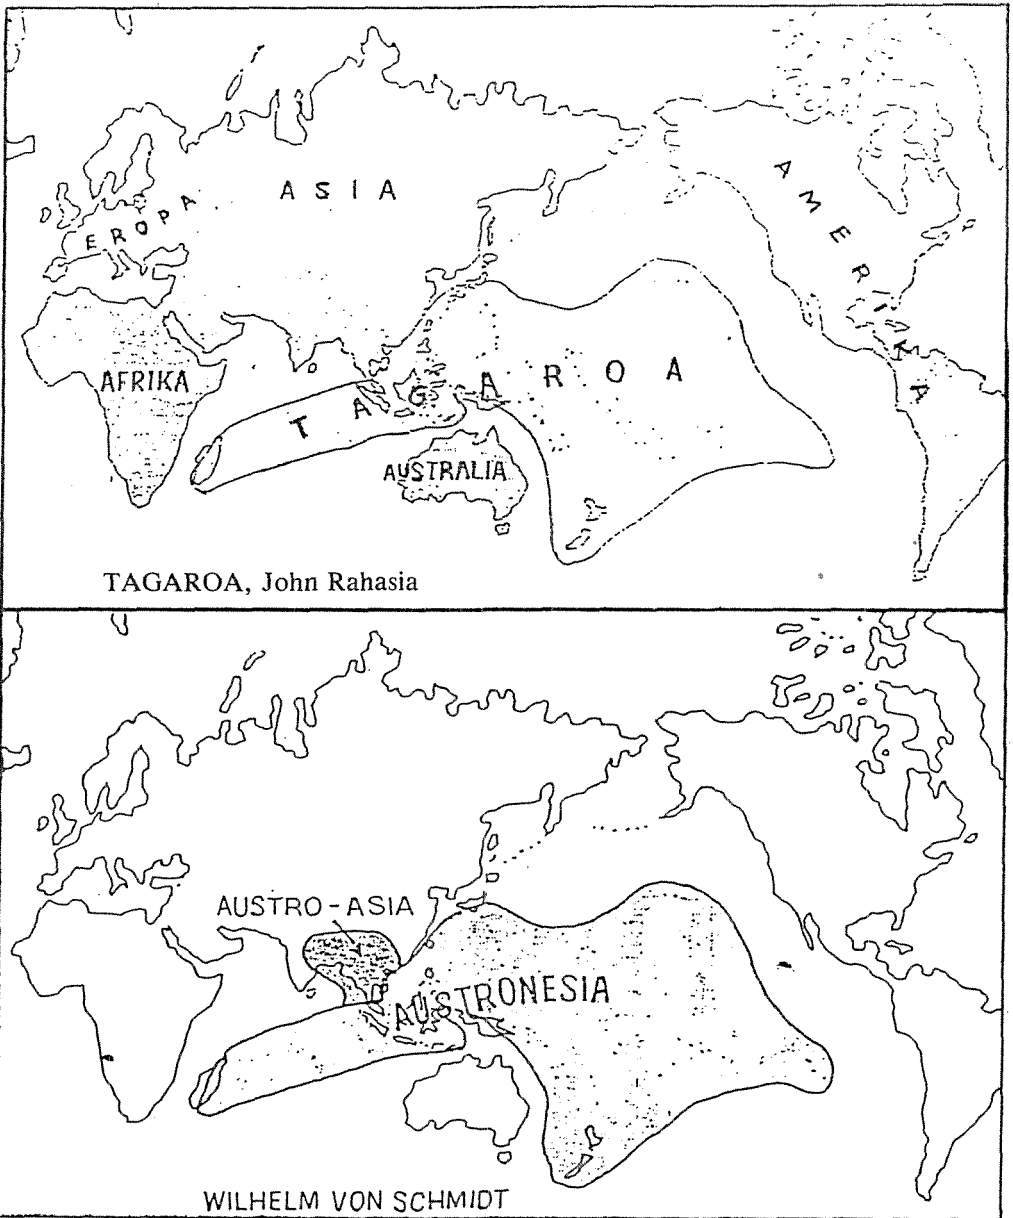 ASIA
AMERIKA
EROPA
AFRIKA
TAGAROA
AUSTRALIA
TAGAROA, John Rahasia
AUSTRO-ASIA
AUSTRONESIA
WILHELM VON SCHMIDT